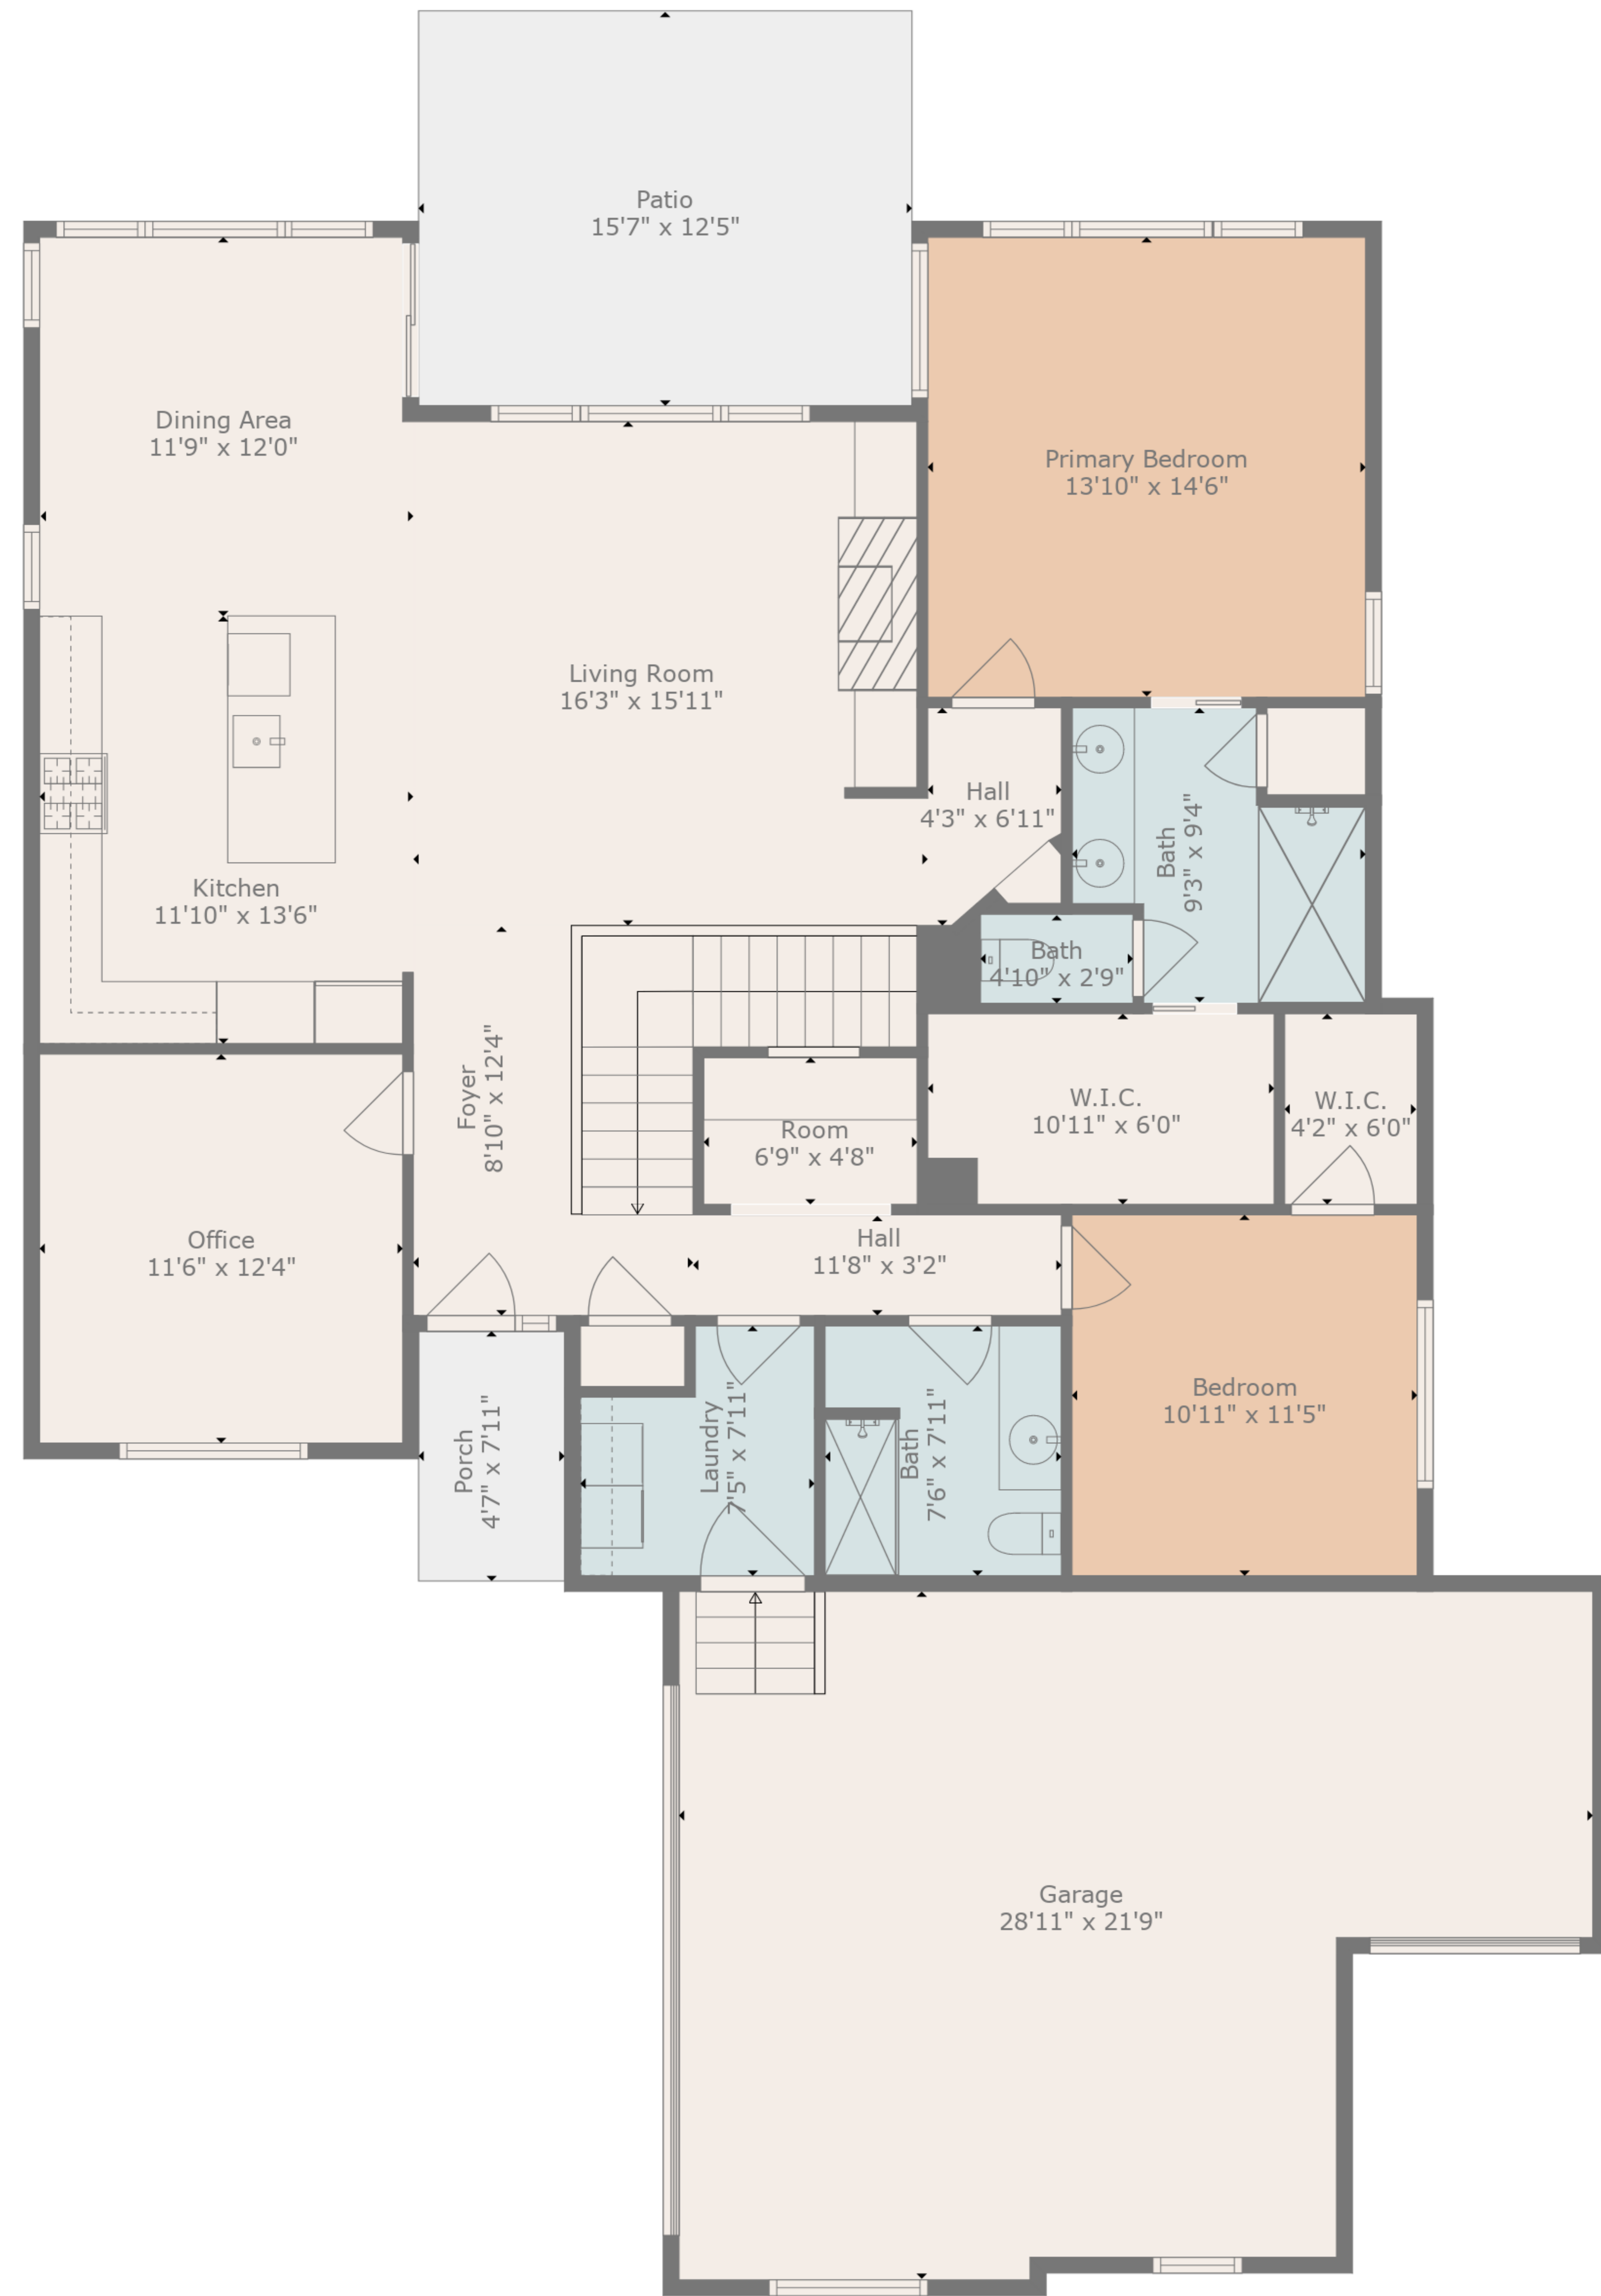 Patio
15'7" x 12'5"
Dining Area
11'9" x 12'0"
Primary Bedroom
13'10" x 14'6"
Living Room
16'3" x 15'11"
Hall
4'3" x 6'11"
Bath
9'3" x 9'4"
Kitchen
11'10" x 13'6"
Bath
4'10" x 2'9"
Foyer
8'10" x 12'4"
Room
6'9" x 4'8"
W.I.C.
10'11" x 6'0"
W.I.C.
4'2" x 6'0"
Office
11'6" x 12'4"
Hall
11'8" x 3'2"
Bedroom
10'11" x 11'5"
Porch
4'7" x 7'11"
Laundry
7'5" x 7'11"
Bath
7'6" x 7'11"
Garage
28'11" x 21'9"